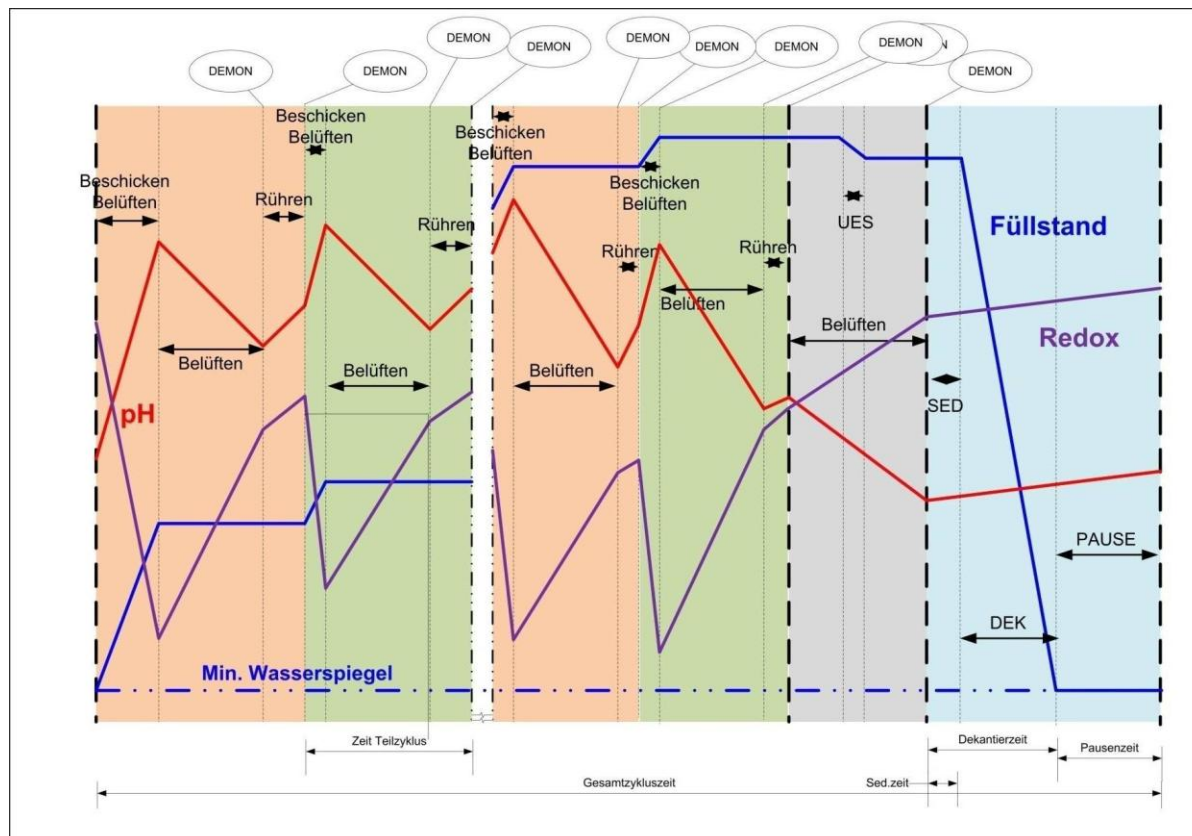 DEMON
DEMON
DEMON
DEMON
DEMON
DEMON
DEMON
DEMON
DEMON
Beschicken
Belüften
Beschicken
Belüften
Beschicken
Belüften
Beschicken
Belüften
Rühren
Rühren
Rühren
Rühren
UES
Füllstand
Redox
Belüften
Belüften
Belüften
Belüften
Belüften
pH
SED
PAUSE
DEK
Min. Wasserspiegel
Zeit Teilzyklus
Dekantierzeit
Pausenzeit
Gesamtzykluszeit
Sed.zeit